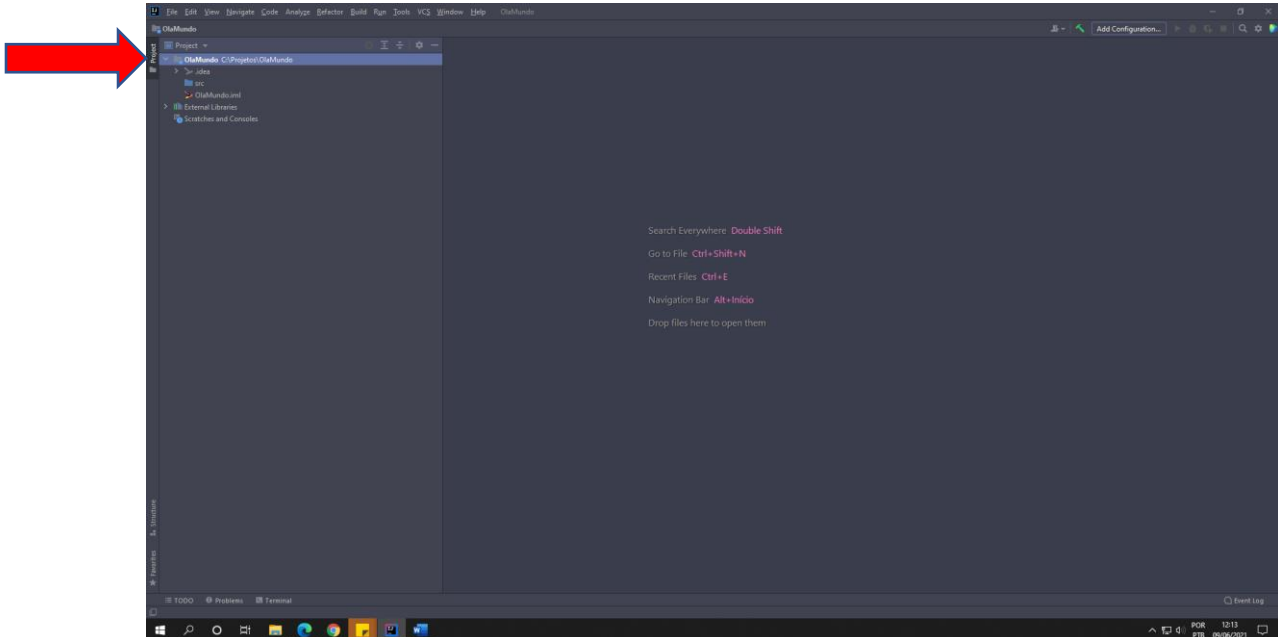 File Edit View Navigate Code Analyze Refactor Build Run Tools VCS Window Help OlaMundo
OlaMundo
Add Configuration...
Project
Project
OlaMundo C:\Projetos\OlaMundo
.idea
src
OlaMundo.iml
External Libraries
Scratches and Consoles
Search Everywhere Double Shift
Go to File Ctrl+Shift+N
Recent Files Ctrl+E
Navigation Bar Alt+Início
Drop files here to open them
Structure
Favorites
TODO Problems Terminal
Event Log
POR 12:13
PTB 09/06/2021